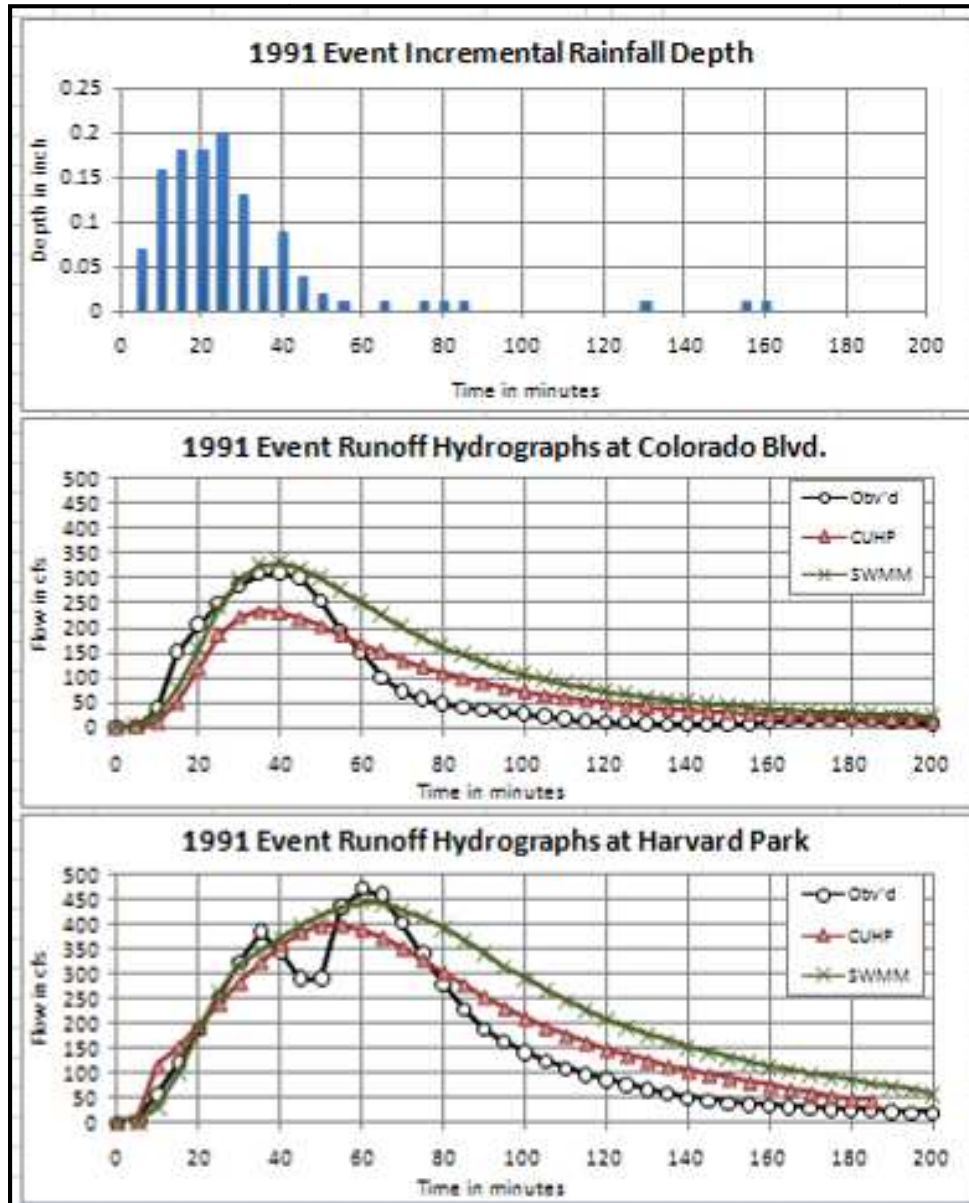 1991 Event Incremental Rainfall Depth
0.25
0.2
0.15
0.1
0.05
0
Depth in inch
0 20 40 60 80 100 120 140 160 180 200
Time in minutes
1991 Event Runoff Hydrographs at Colorado Blvd.
500
450
400
350
300
250
200
150
100
50
0
Flow in cfs
Obv'd
CUHP
SWMM
0 20 40 60 80 100 120 140 160 180 200
Time in minutes
1991 Event Runoff Hydrographs at Harvard Park
500
450
400
350
300
250
200
150
100
50
0
Flow in cfs
Obv'd
CUHP
SWMM
0 20 40 60 80 100 120 140 160 180 200
Time in minutes